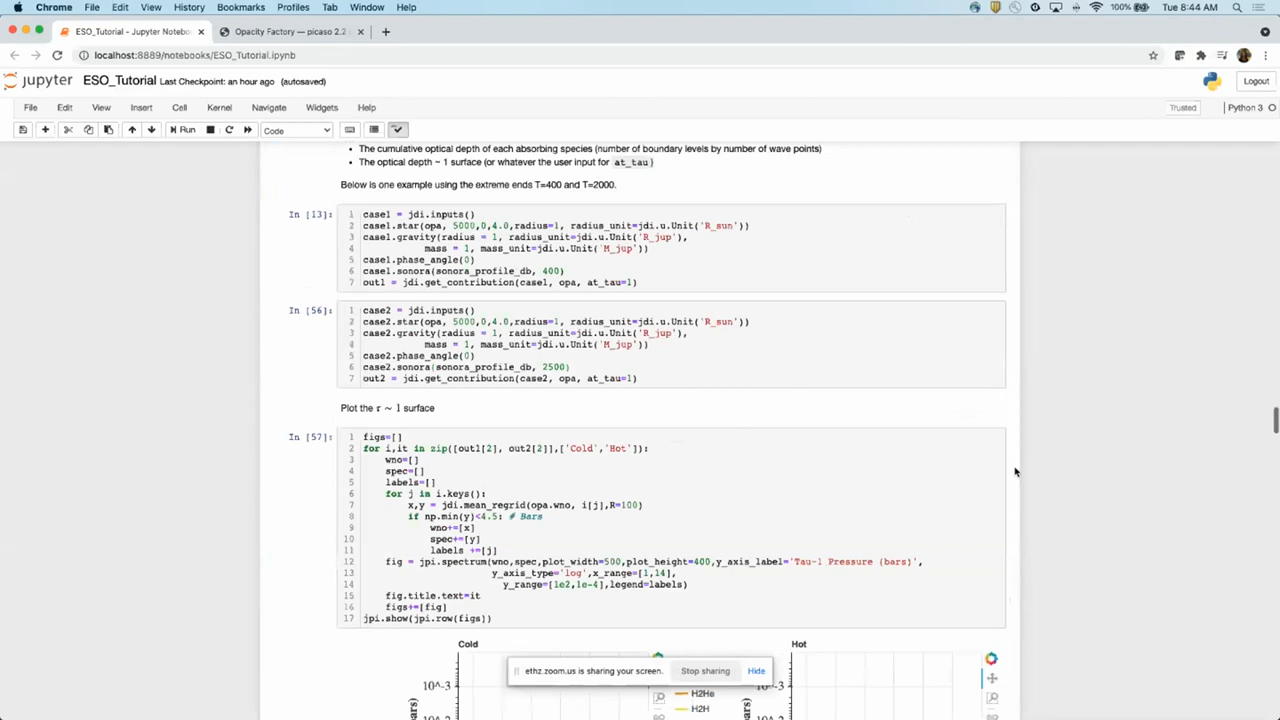 Chrome File Edit View History Bookmarks Profiles Tab Window Help 100% Tue 8:44 AM
ESO_Tutorial - Jupyter Noteboo × Opacity Factory — picaso 2.2 × +
localhost:8889/notebooks/ESO_Tutorial.ipynb
jupyter ESO_Tutorial Last Checkpoint: an hour ago (autosaved) Logout
File Edit View Insert Cell Kernel Navigate Widgets Help Trusted Python 3
Run Code
• The cumulative optical depth of each absorbing species (number of boundary levels by number of wave points)
• The optical depth ~ 1 surface (or whatever the user input for at_tau)
Below is one example using the extreme ends T=400 and T=2000.
In [13]: 1 case1 = jdi.inputs()
2 case1.star(opa, 5000,0,4.0,radius=1, radius_unit=jdi.u.Unit('R_sun'))
3 case1.gravity(radius = 1, radius_unit=jdi.u.Unit('R_jup'),
4 mass = 1, mass_unit=jdi.u.Unit('M_jup'))
5 case1.phase_angle(0)
6 case1.sonora(sonora_profile_db, 400)
7 out1 = jdi.get_contribution(case1, opa, at_tau=1)
In [56]: 1 case2 = jdi.inputs()
2 case2.star(opa, 5000,0,4.0,radius=1, radius_unit=jdi.u.Unit('R_sun'))
3 case2.gravity(radius = 1, radius_unit=jdi.u.Unit('R_jup'),
4 mass = 1, mass_unit=jdi.u.Unit('M_jup'))
5 case2.phase_angle(0)
6 case2.sonora(sonora_profile_db, 2500)
7 out2 = jdi.get_contribution(case2, opa, at_tau=1)
Plot the τ ~ 1 surface
In [57]: 1 figs=[]
2 for i,it in zip([out1[2], out2[2]],['Cold','Hot']):
3 wno=[]
4 spec=[]
5 labels=[]
6 for j in i.keys():
7 x,y = jdi.mean_regrid(opa.wno, i[j],R=100)
8 if np.min(y)<4.5: # Bars
9 wno+=[x]
10 spec+=[y]
11 labels +=[j]
12 fig = jpi.spectrum(wno,spec,plot_width=500,plot_height=400,y_axis_label='Tau-1 Pressure (bars)',
13 y_axis_type='log',x_range=[1,14],
14 y_range=[1e2,1e-4],legend=labels)
15 fig.title.text=it
16 figs+=[fig]
17 jpi.show(jpi.row(figs))
Cold Hot
ethz.zoom.us is sharing your screen. Stop sharing Hide
10^-3 H2He 10^-3
H2H